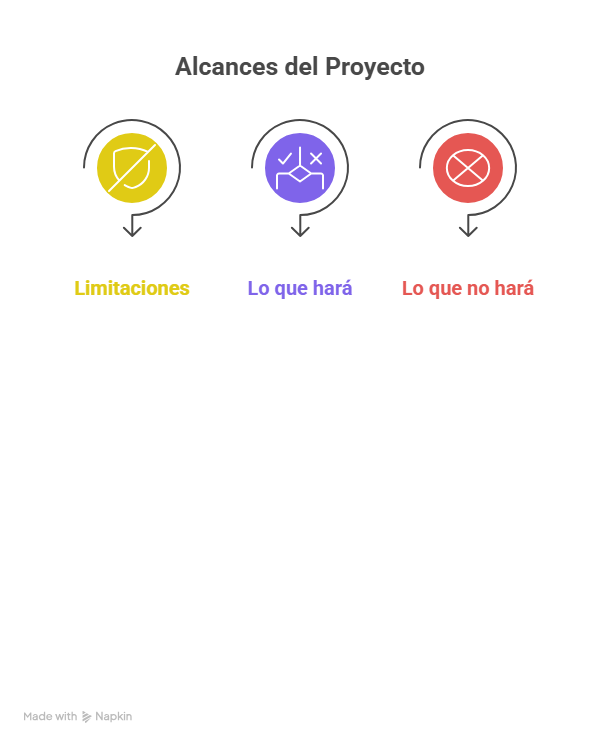 Alcances del Proyecto
Limitaciones
Lo que hará
Lo que no hará
Made with Napkin